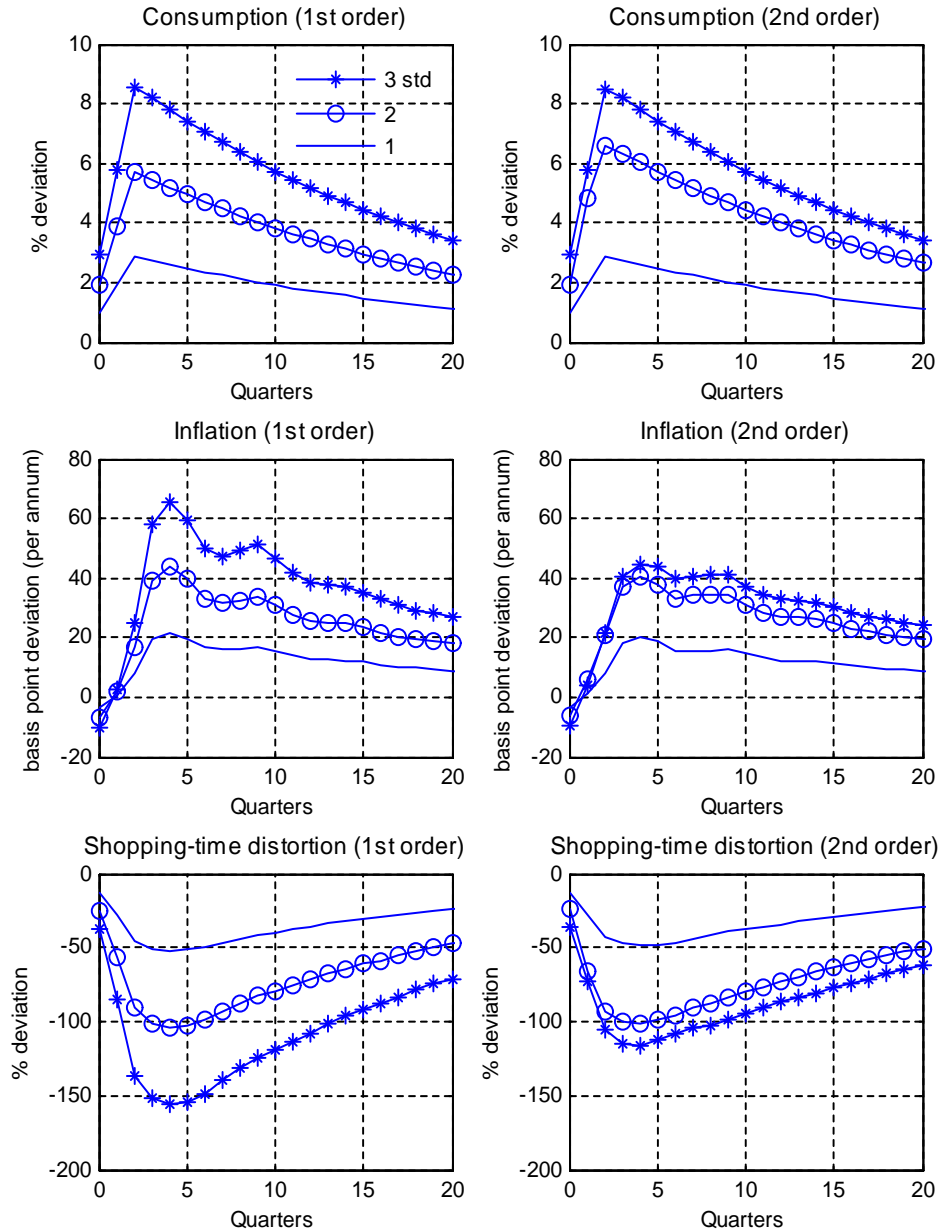 Consumption (1st order)
10
8
6
4
2
0
% deviation
3 std
2
1
0 5 10 15 20
Quarters
Consumption (2nd order)
10
8
6
4
2
0
% deviation
0 5 10 15 20
Quarters
Inflation (1st order)
80
60
40
20
0
-20
basis point deviation (per annum)
0 5 10 15 20
Quarters
Inflation (2nd order)
80
60
40
20
0
-20
basis point deviation (per annum)
0 5 10 15 20
Quarters
Shopping-time distortion (1st order)
0
-50
-100
-150
-200
% deviation
0 5 10 15 20
Quarters
Shopping-time distortion (2nd order)
0
-50
-100
-150
-200
% deviation
0 5 10 15 20
Quarters